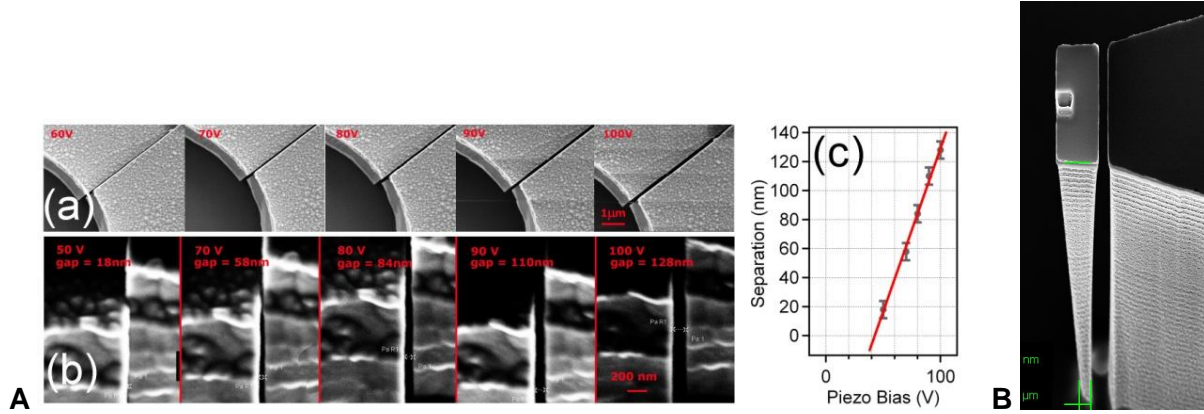 60V
70V
80V
90V
100V
(a)
1µm
50 V
gap = 18nm
70 V
gap = 58nm
80 V
gap = 84nm
90 V
gap = 110nm
100 V
gap = 128nm
(b)
200 nm
(c)
Separation (nm)
140
120
100
80
60
40
20
0
0
100
Piezo Bias (V)
nm
µm
A
B